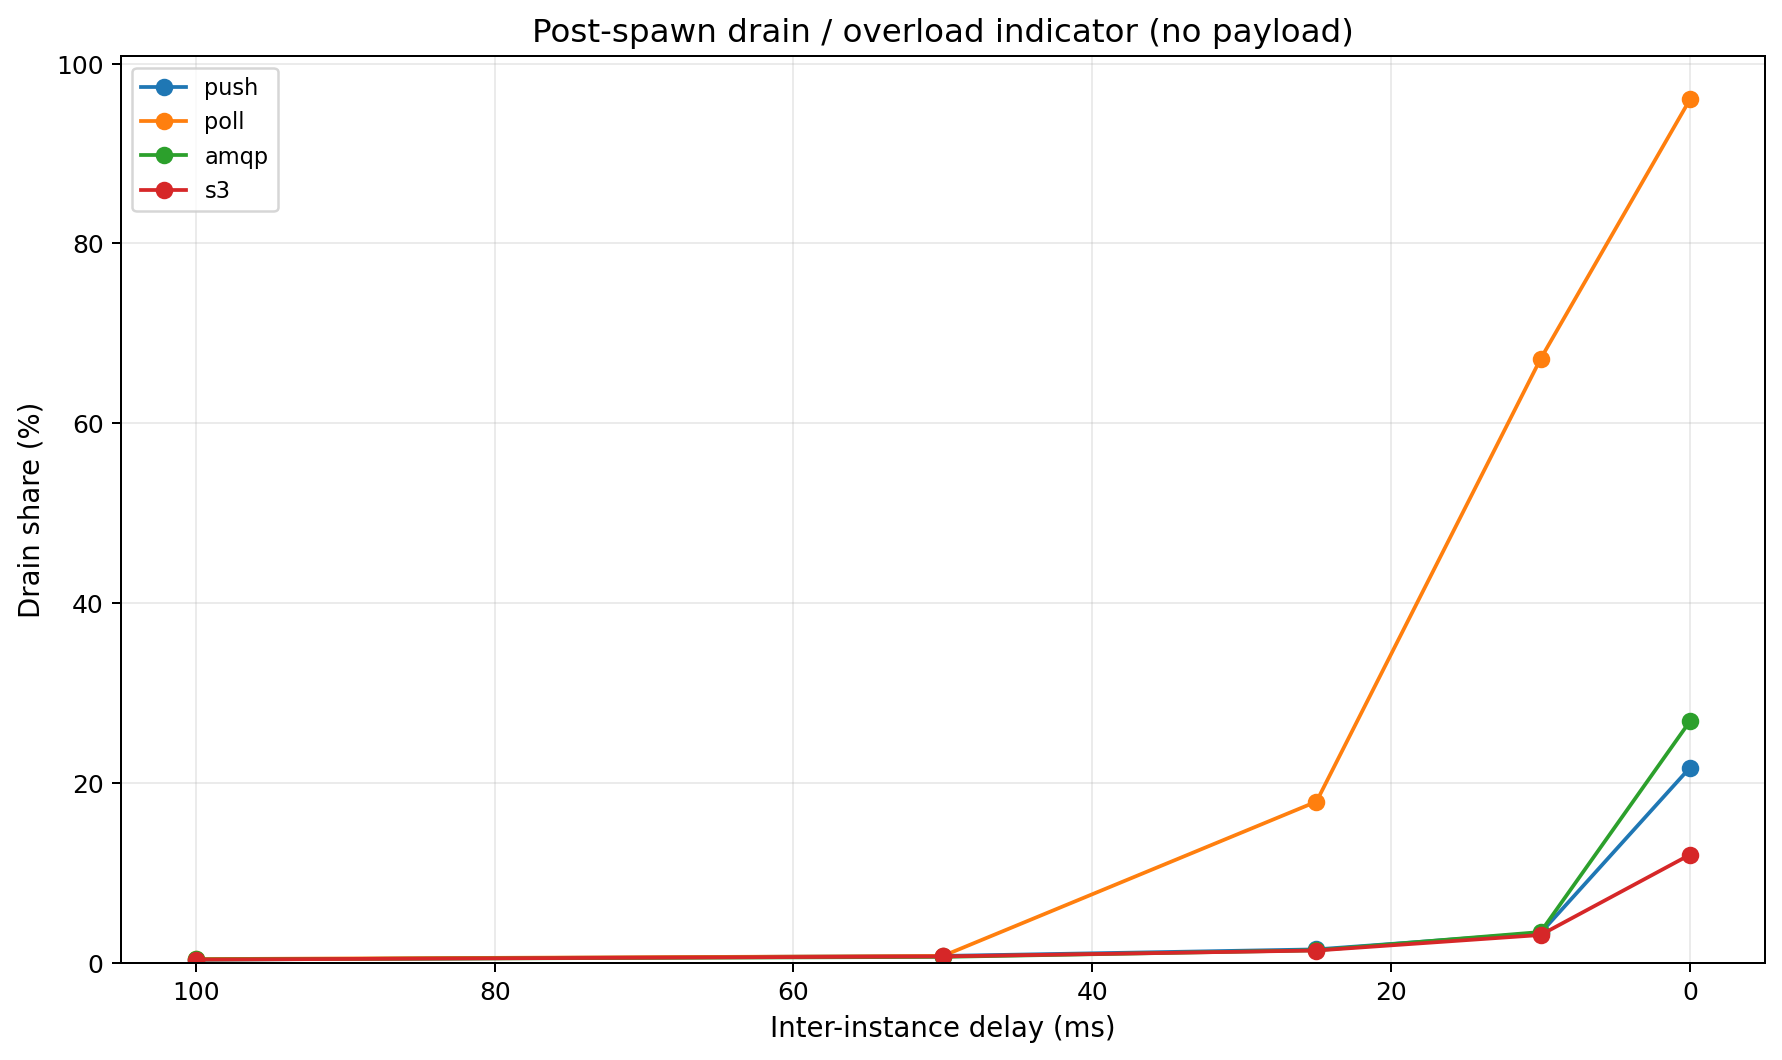 Post-spawn drain / overload indicator (no payload)
push
poll
amqp
s3
Drain share (%)
100
80
60
40
20
0
100
80
60
40
20
0
Inter-instance delay (ms)